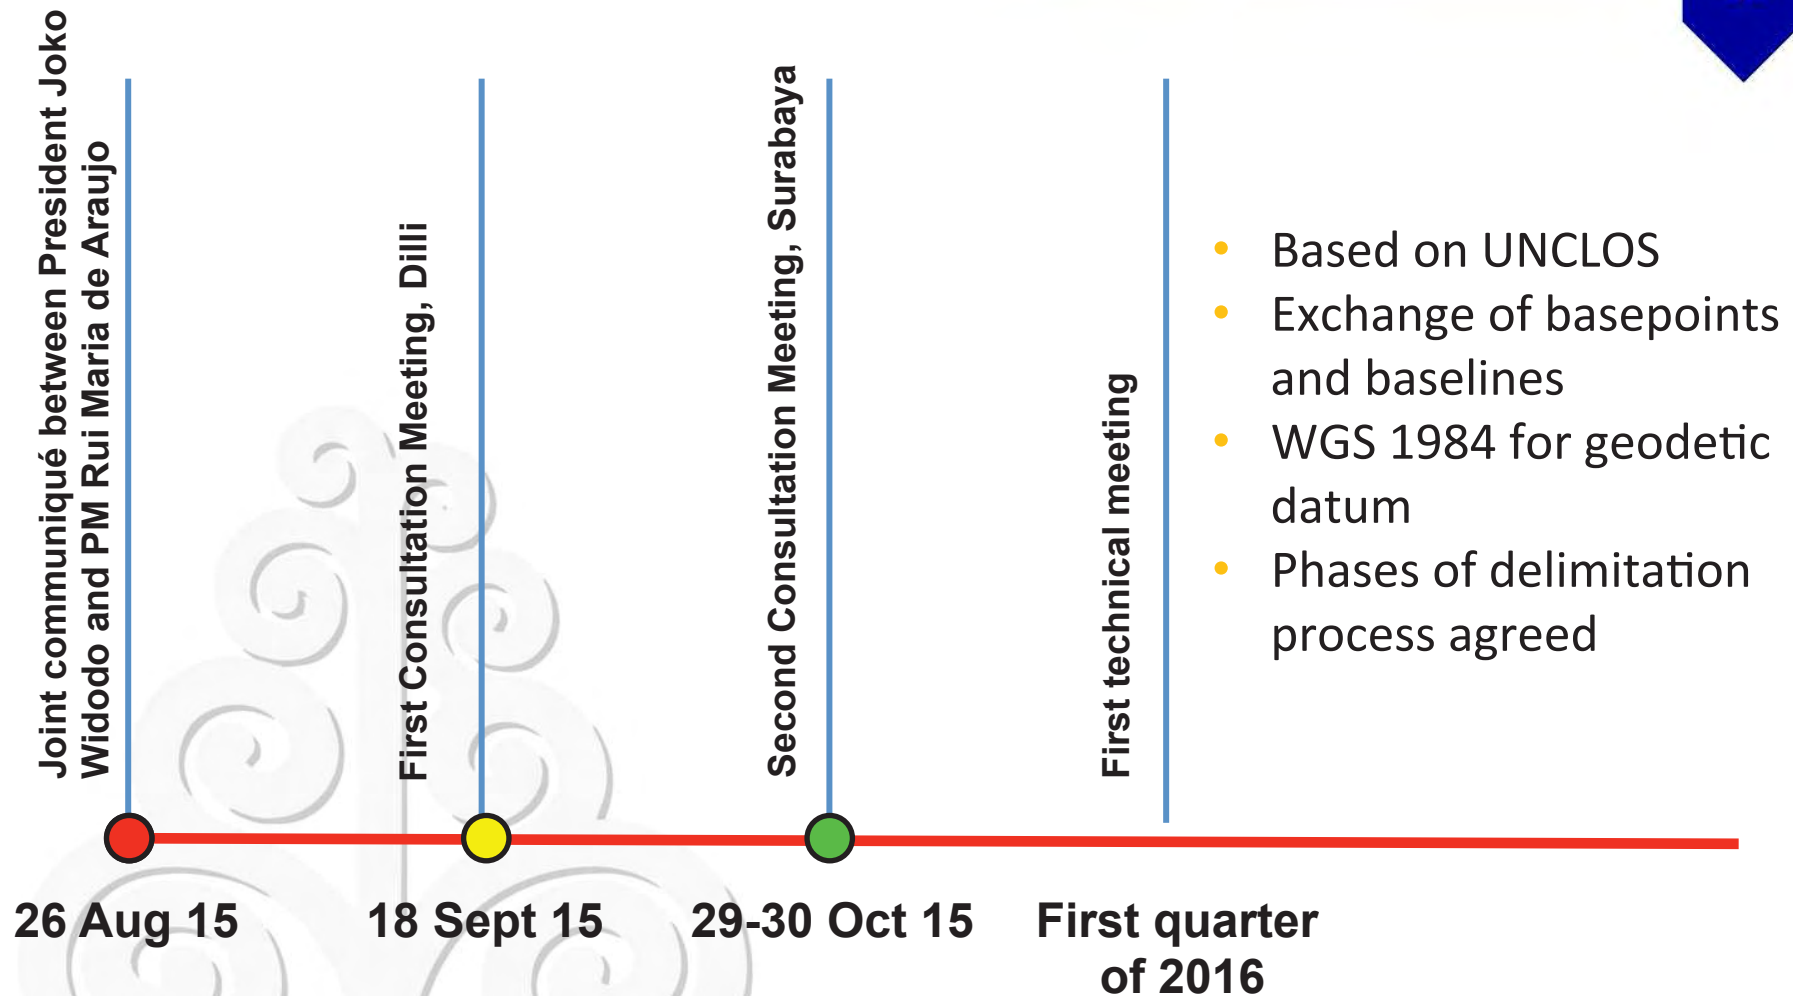 Joint communiqué between President Joko
Widodo and PM Rui Maria de Araujo
First Consultation Meeting, Dilli
Second Consultation Meeting, Surabaya
First technical meeting
• Based on UNCLOS
• Exchange of basepoints
and baselines
• WGS 1984 for geodetic
datum
• Phases of delimitation
process agreed
26 Aug 15
18 Sept 15
29-30 Oct 15
First quarter
of 2016